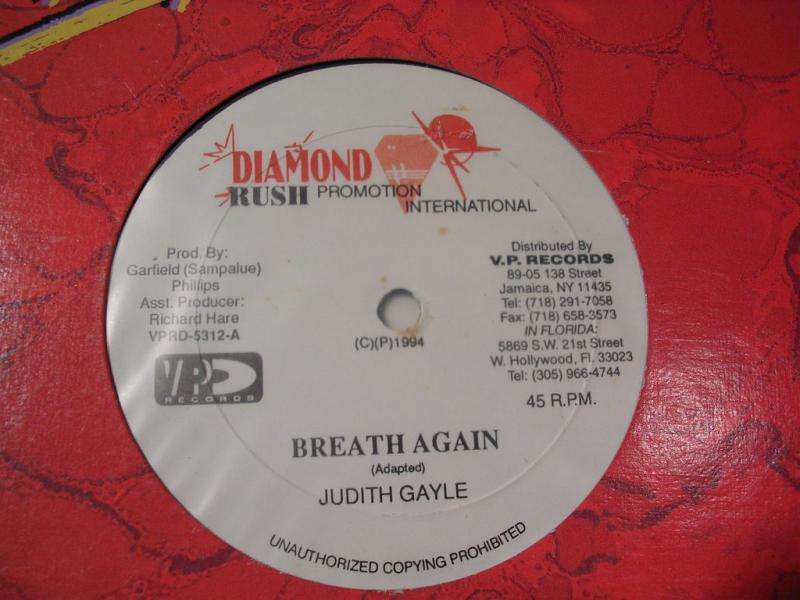 DIAMOND
RUSH PROMOTION
INTERNATIONAL
Prod. By:
Garfield (Sampalue)
Phillips
Asst. Producer:
Richard Hare
VPRD-5312-A
VP
RECORDS
(C)(P)1994
Distributed By
V.P. RECORDS
89-05 138 Street
Jamaica, NY 11435
Tel: (718) 291-7058
Fax: (718) 658-3573
IN FLORIDA:
5869 S.W. 21st Street
W. Hollywood, Fl. 33023
Tel: (305) 966-4744
45 R.P.M.
BREATH AGAIN
(Adapted)
JUDITH GAYLE
UNAUTHORIZED COPYING PROHIBITED